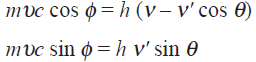 mυc cos ϕ = h (ν – ν′ cos θ)
mυc sin ϕ = h ν′ sin θ